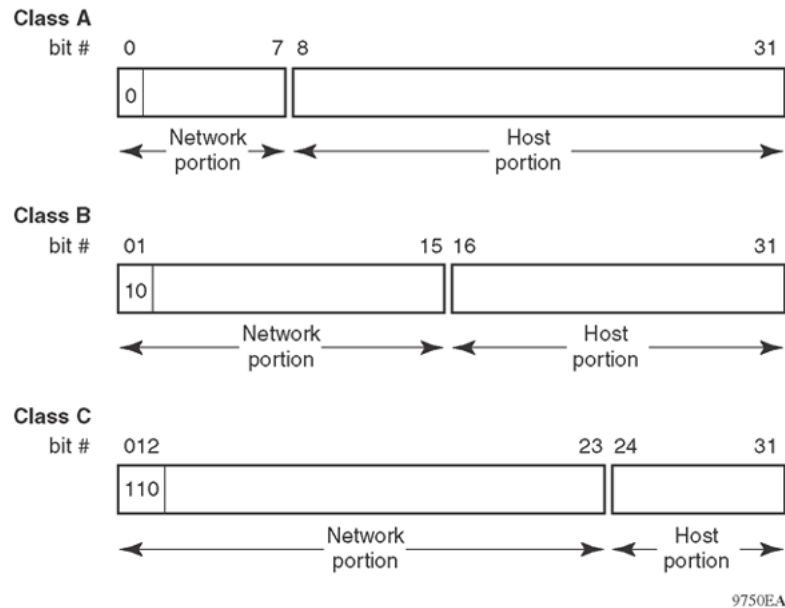 Class A
bit # 0 7 8 31
0
Network Host
portion portion
Class B
bit # 01 15 16 31
10
Network Host
portion portion
Class C
bit # 012 23 24 31
110
Network Host
portion portion
9750EA